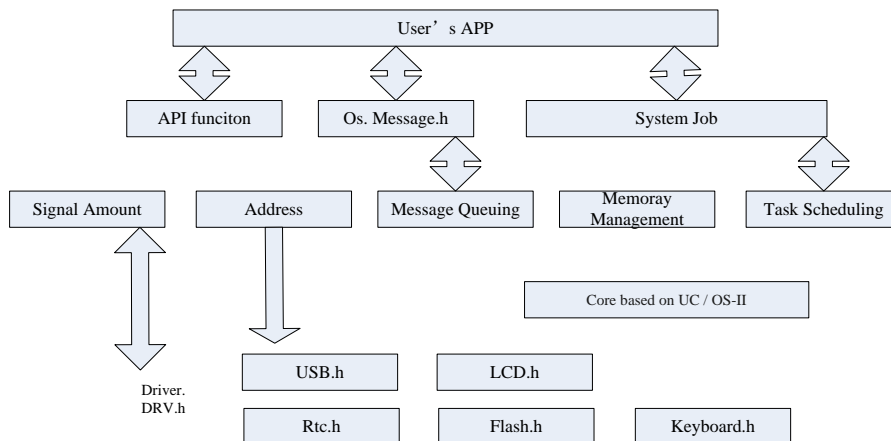 User’s APP
API funciton
Os. Message.h
System Job
Signal Amount
Address
Message Queuing
Memoray
Management
Task Scheduling
Core based on UC / OS-II
USB.h
LCD.h
Driver.
DRV.h
Rtc.h
Flash.h
Keyboard.h